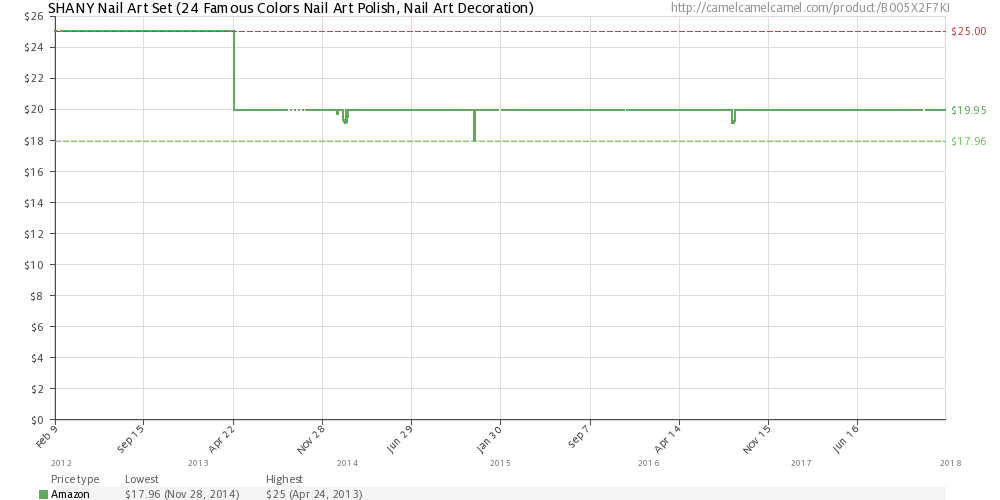 SHANY Nail Art Set (24 Famous Colors Nail Art Polish, Nail Art Decoration)
http://camelcamelcamel.com/product/B005X2F7KI
$26
$24
$22
$20
$18
$16
$14
$12
$10
$8
$6
$4
$2
$0
$25.00
$19.95
$17.96
Feb 9
Sep 15
Apr 22
Nov 28
Jun 29
Jan 30
Sep 7
Apr 14
Nov 15
Jun 16
2012 2013 2014 2015 2016 2017 2018
Price type Lowest Highest
Amazon $17.96 (Nov 28, 2014) $25 (Apr 24, 2013)